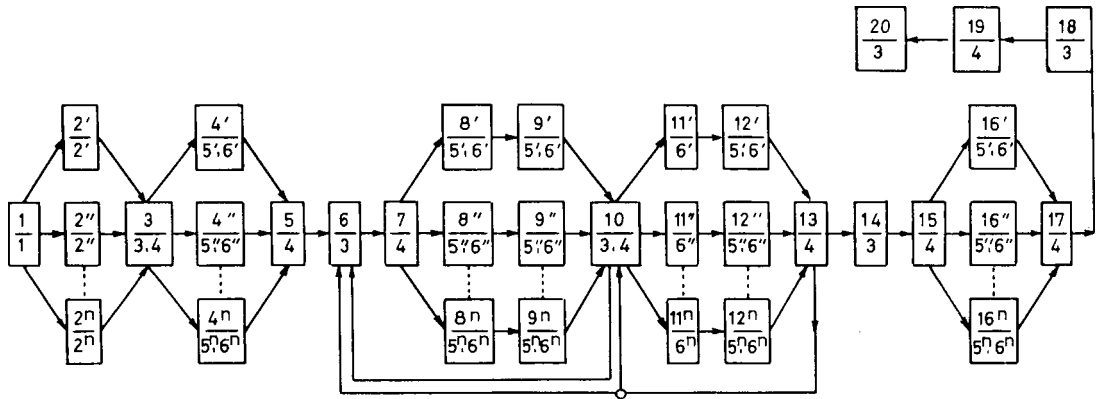 20 19 18
3 4 3
2' 4' 8' 9' 11' 12' 16'
2' 5',6' 5',6' 5',6' 6' 5',6' 5',6'
1 2" 3 4" 5 6 7 8" 9" 10 11" 12" 13 14 15 16" 17
1 2" 3,4 5",6" 4 3 4 5",6" 5",6" 3,4 6" 5",6" 4 3 4 5",6" 4
2ⁿ 4ⁿ 8ⁿ 9ⁿ 11ⁿ 12ⁿ 16ⁿ
2ⁿ 5ⁿ,6ⁿ 5ⁿ,6ⁿ 5ⁿ,6ⁿ 6ⁿ 5ⁿ,6ⁿ 5ⁿ,6ⁿ